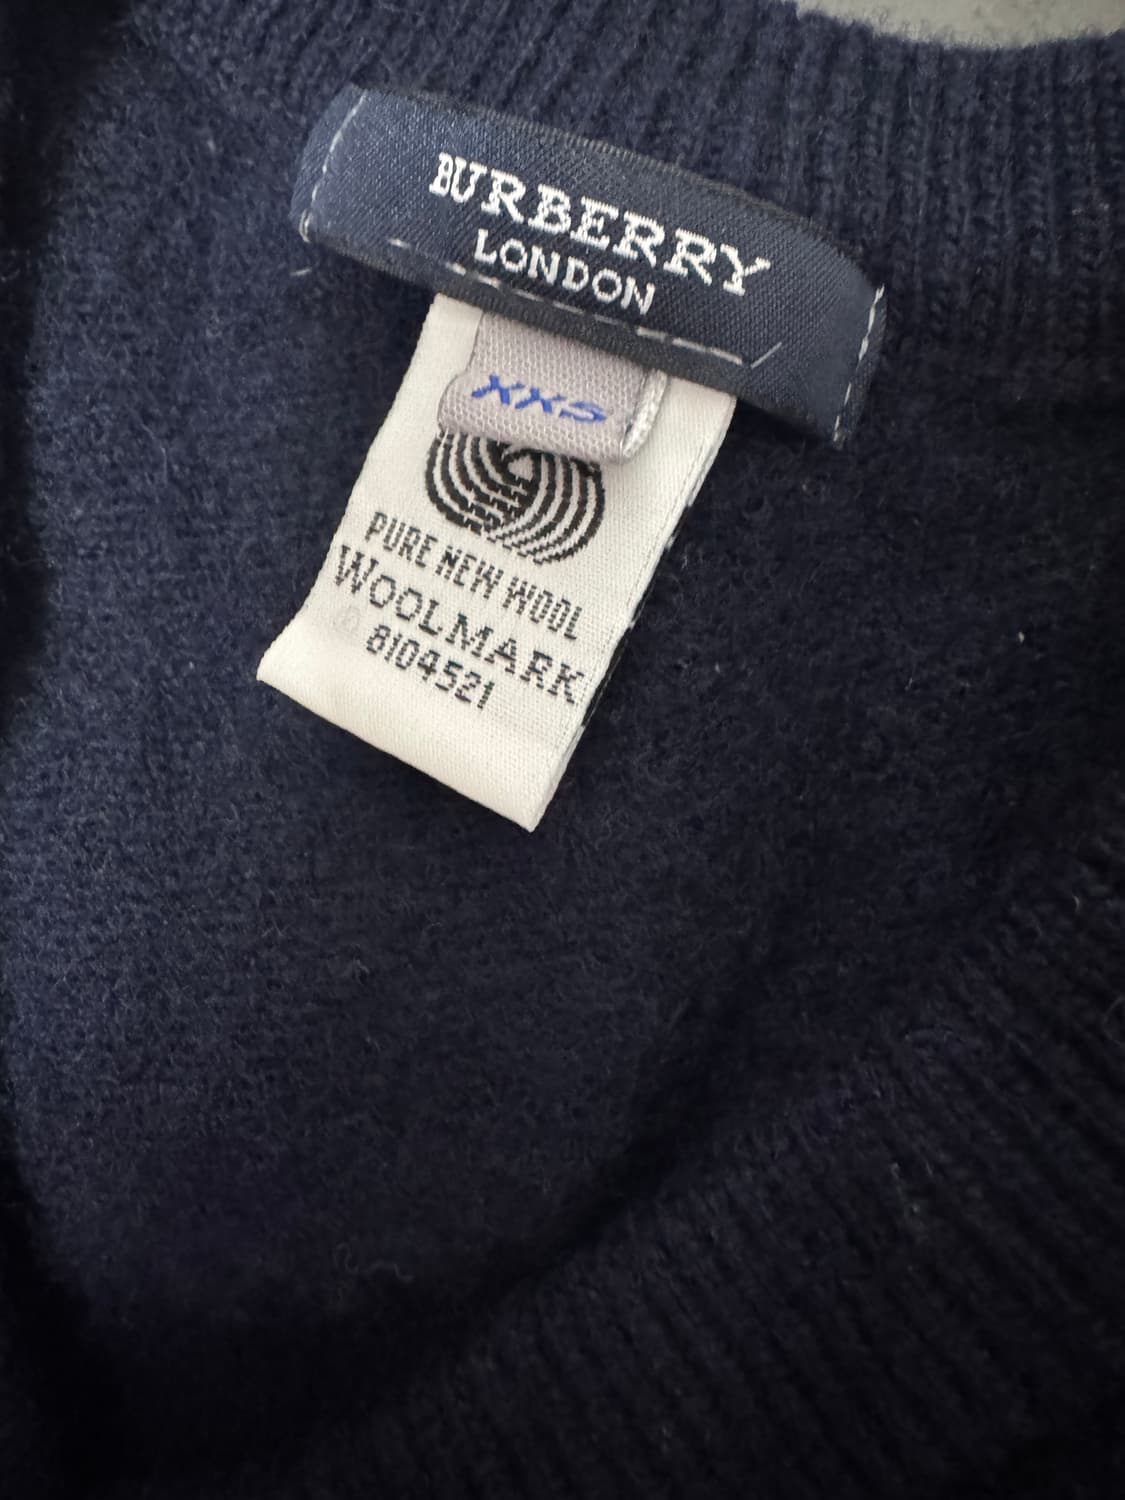 BURBERRY
LONDON
XXS
PURE NEW WOOL
WOOLMARK
8104521